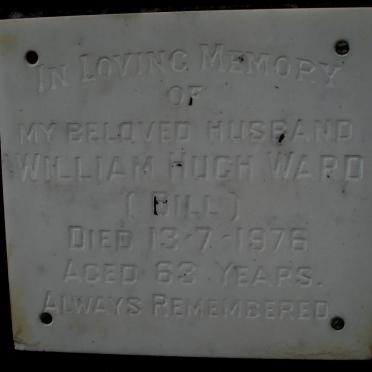 In Loving Memory
OF
MY BELOVED HUSBAND
WILLIAM HUGH WARD
(BILL)
DIED 13-7-1976
AGED 63 YEARS.
ALWAYS REMEMBERED